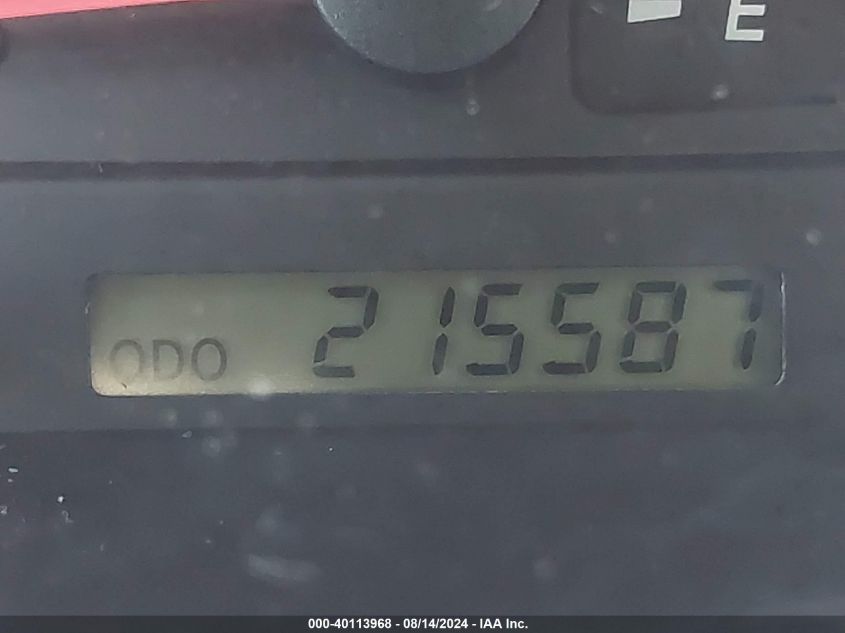 E
ODO 215587
000-40113968 - 08/14/2024 - IAA Inc.